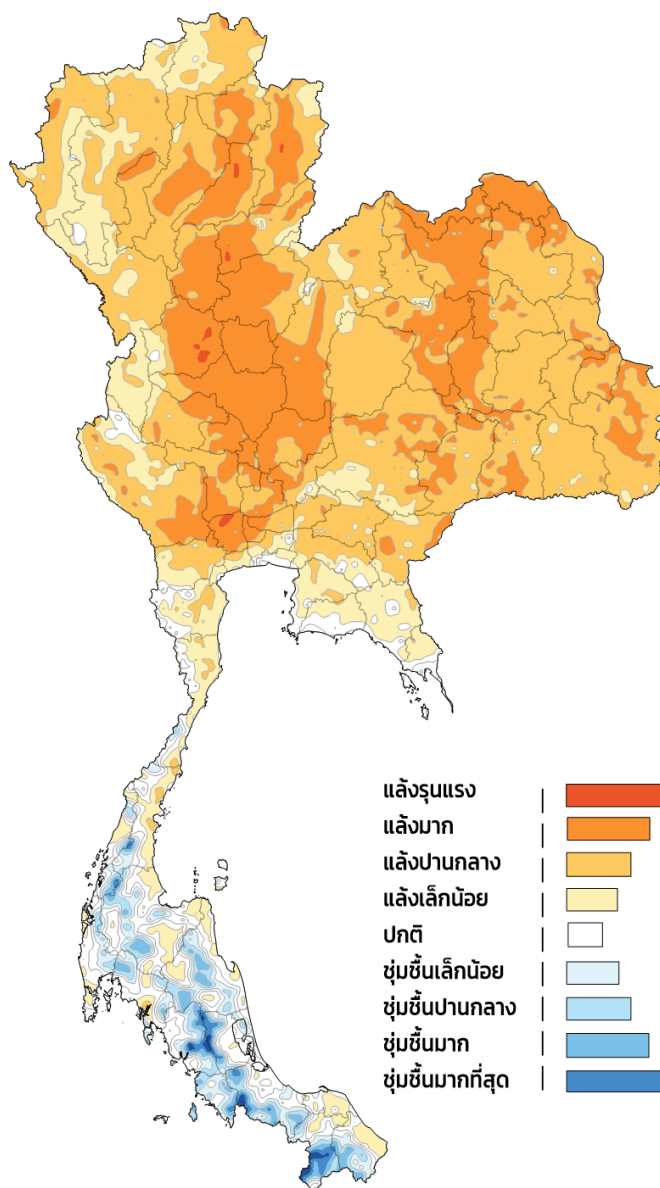 แล้งรุนแรง
แล้งมาก
แล้งปานกลาง
แล้งเล็กน้อย
ปกติ
ชุ่มชื้นเล็กน้อย
ชุ่มชื้นปานกลาง
ชุ่มชื้นมาก
ชุ่มชื้นมากที่สุด